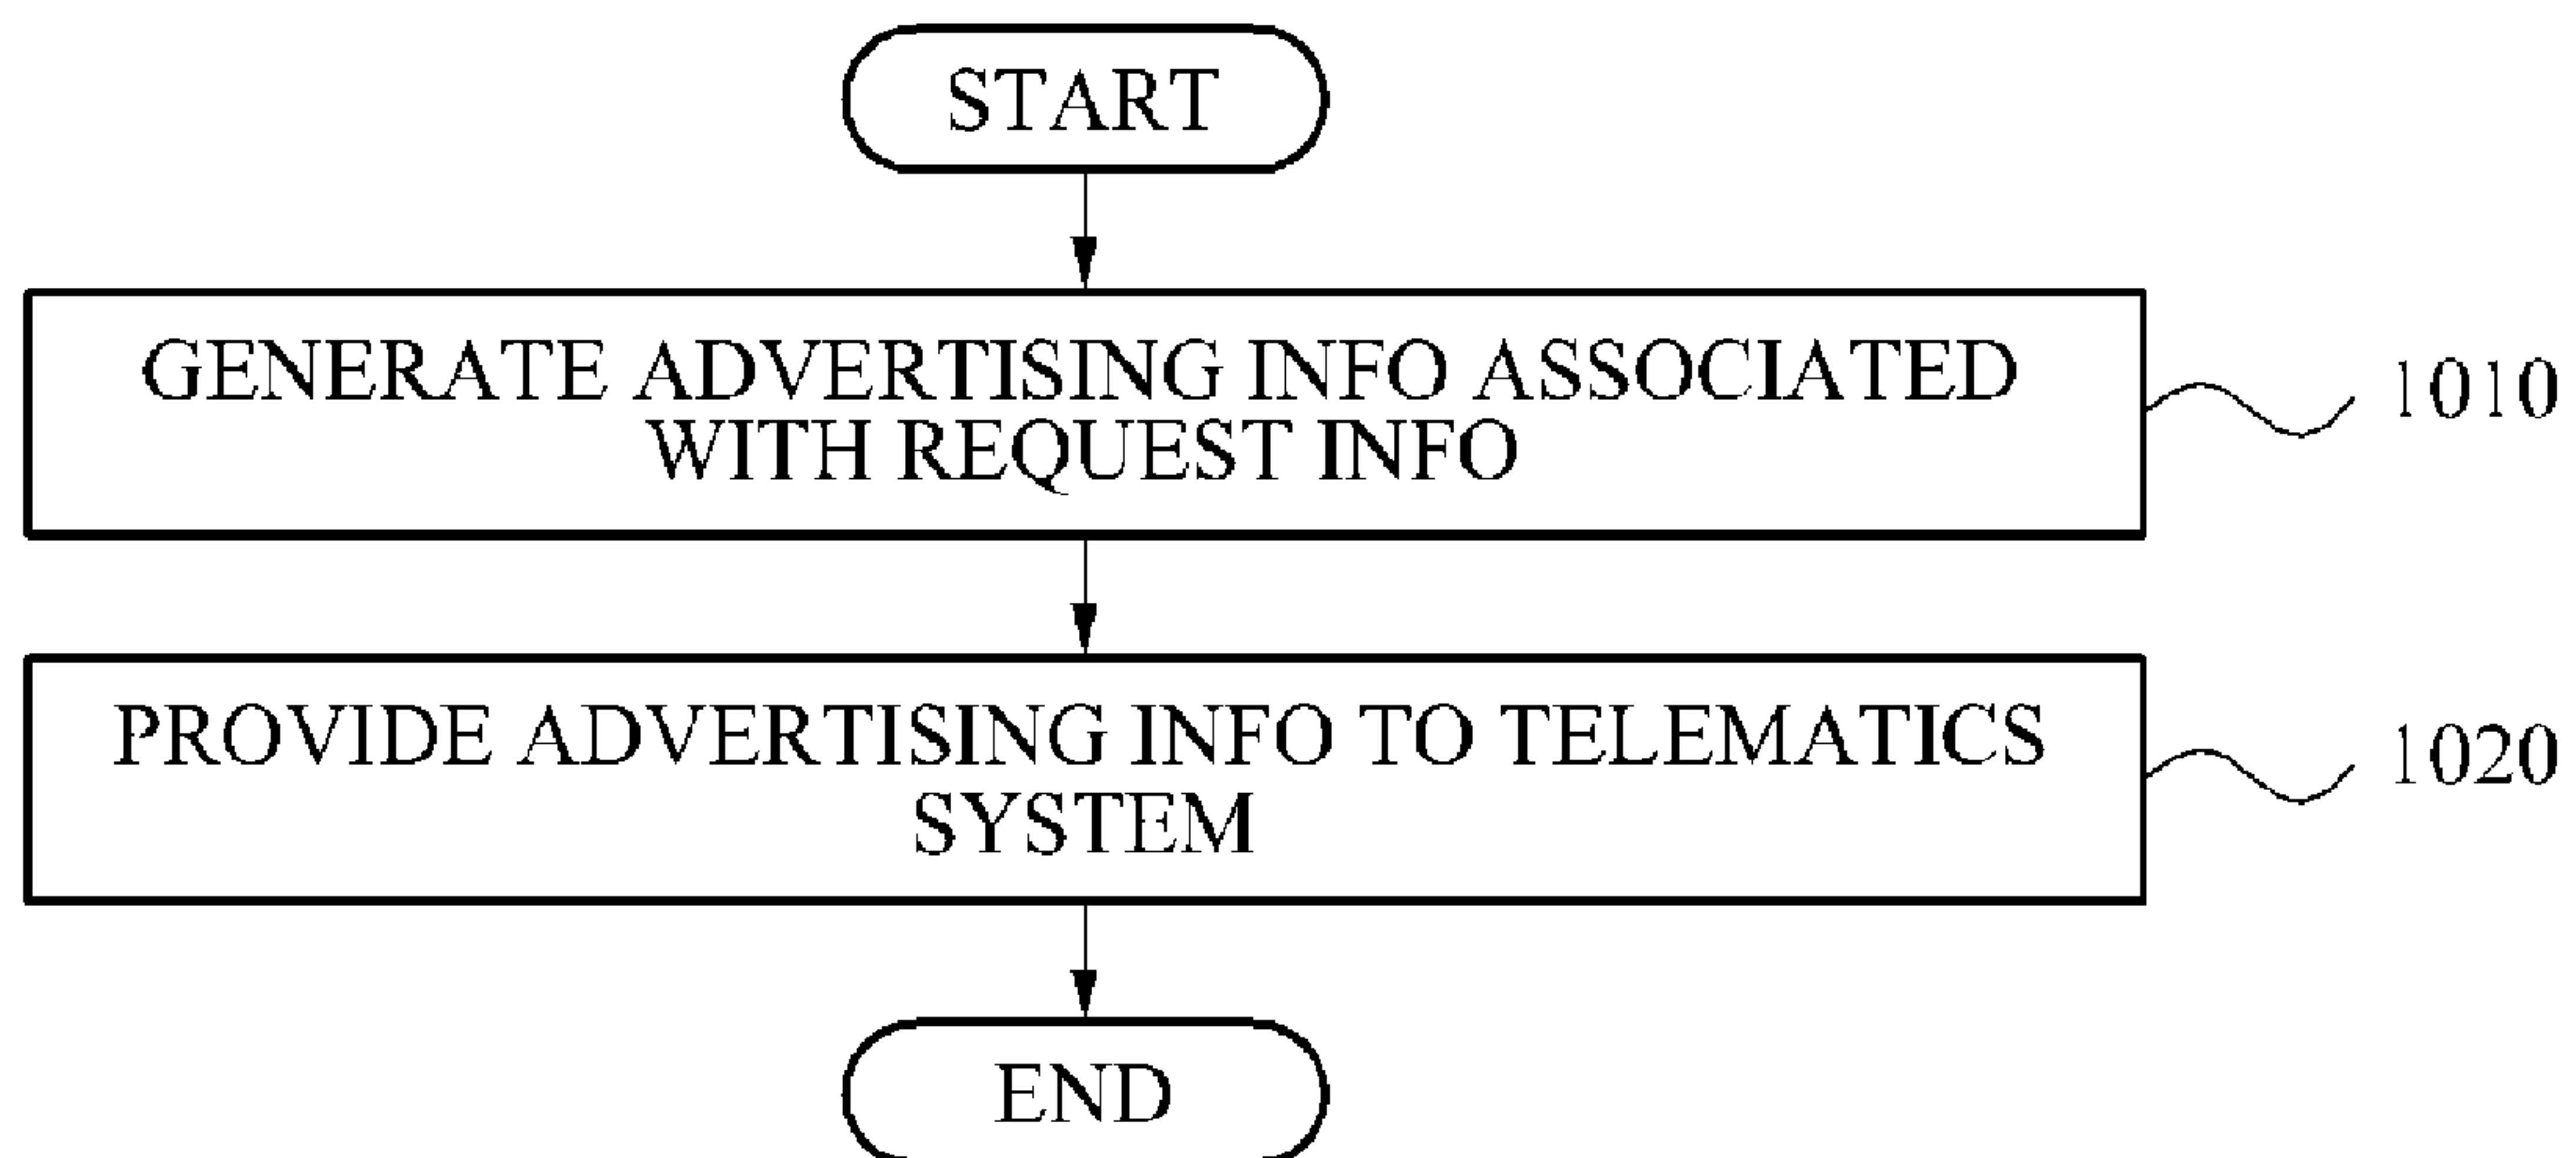 START
GENERATE ADVERTISING INFO ASSOCIATED
WITH REQUEST INFO
1010
PROVIDE ADVERTISING INFO TO TELEMATICS
SYSTEM
1020
END